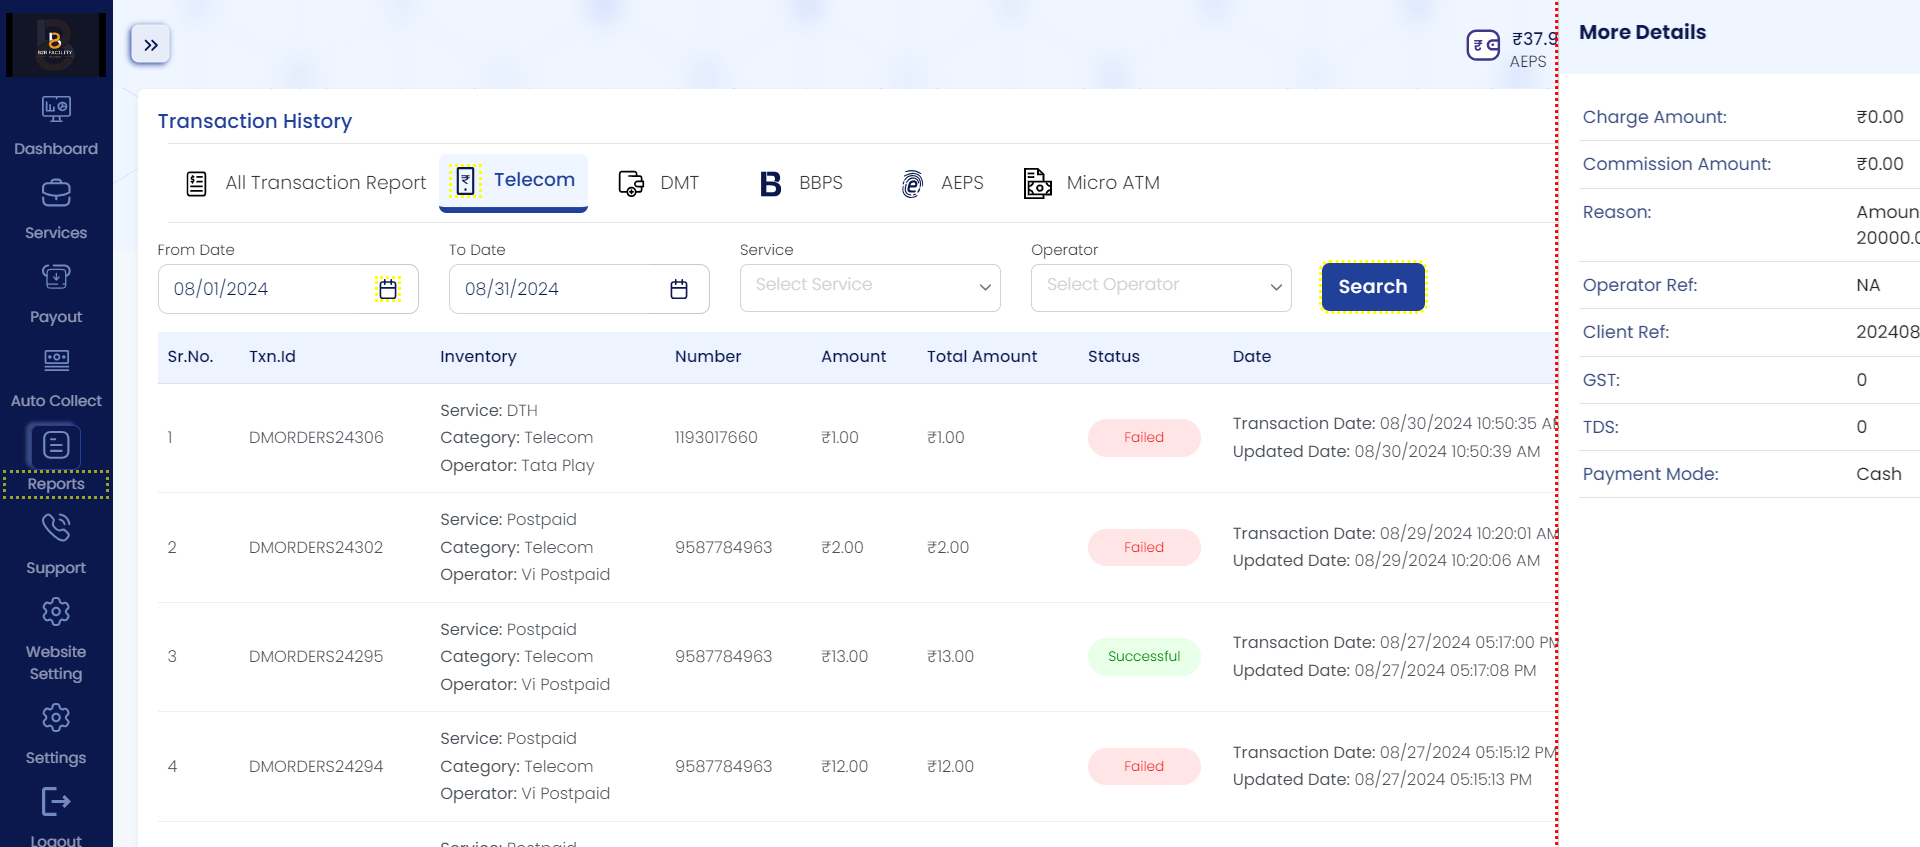 B2B FACILITY
Dashboard
Services
Payout
Auto Collect
Reports
Support
Website
Setting
Settings
Logout
₹37.9
AEPS
Transaction History
All Transaction Report Telecom DMT BBPS AEPS Micro ATM
From Date To Date Service Operator
08/01/2024 08/31/2024 Select Service Select Operator Search
Sr.No. Txn.Id Inventory Number Amount Total Amount Status Date
1 DMORDERS24306 Service: DTH
Category: Telecom
Operator: Tata Play 1193017660 ₹1.00 ₹1.00 Failed Transaction Date: 08/30/2024 10:50:35 A
Updated Date: 08/30/2024 10:50:39 AM
2 DMORDERS24302 Service: Postpaid
Category: Telecom
Operator: Vi Postpaid 9587784963 ₹2.00 ₹2.00 Failed Transaction Date: 08/29/2024 10:20:01 AM
Updated Date: 08/29/2024 10:20:06 AM
3 DMORDERS24295 Service: Postpaid
Category: Telecom
Operator: Vi Postpaid 9587784963 ₹13.00 ₹13.00 Successful Transaction Date: 08/27/2024 05:17:00 PM
Updated Date: 08/27/2024 05:17:08 PM
4 DMORDERS24294 Service: Postpaid
Category: Telecom
Operator: Vi Postpaid 9587784963 ₹12.00 ₹12.00 Failed Transaction Date: 08/27/2024 05:15:12 PM
Updated Date: 08/27/2024 05:15:13 PM
Service: Postpaid
More Details
Charge Amount: ₹0.00
Commission Amount: ₹0.00
Reason: Amoun
20000.0
Operator Ref: NA
Client Ref: 202408
GST: 0
TDS: 0
Payment Mode: Cash